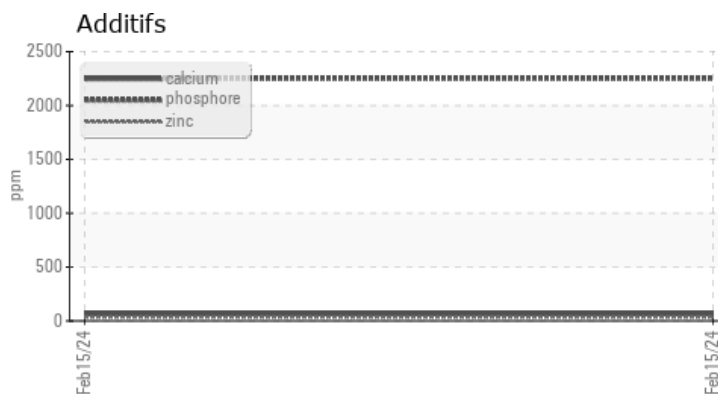 Additifs
2500
2000
1500
1000
500
0
ppm
calcium
phosphore
zinc
Feb15/24
Feb15/24